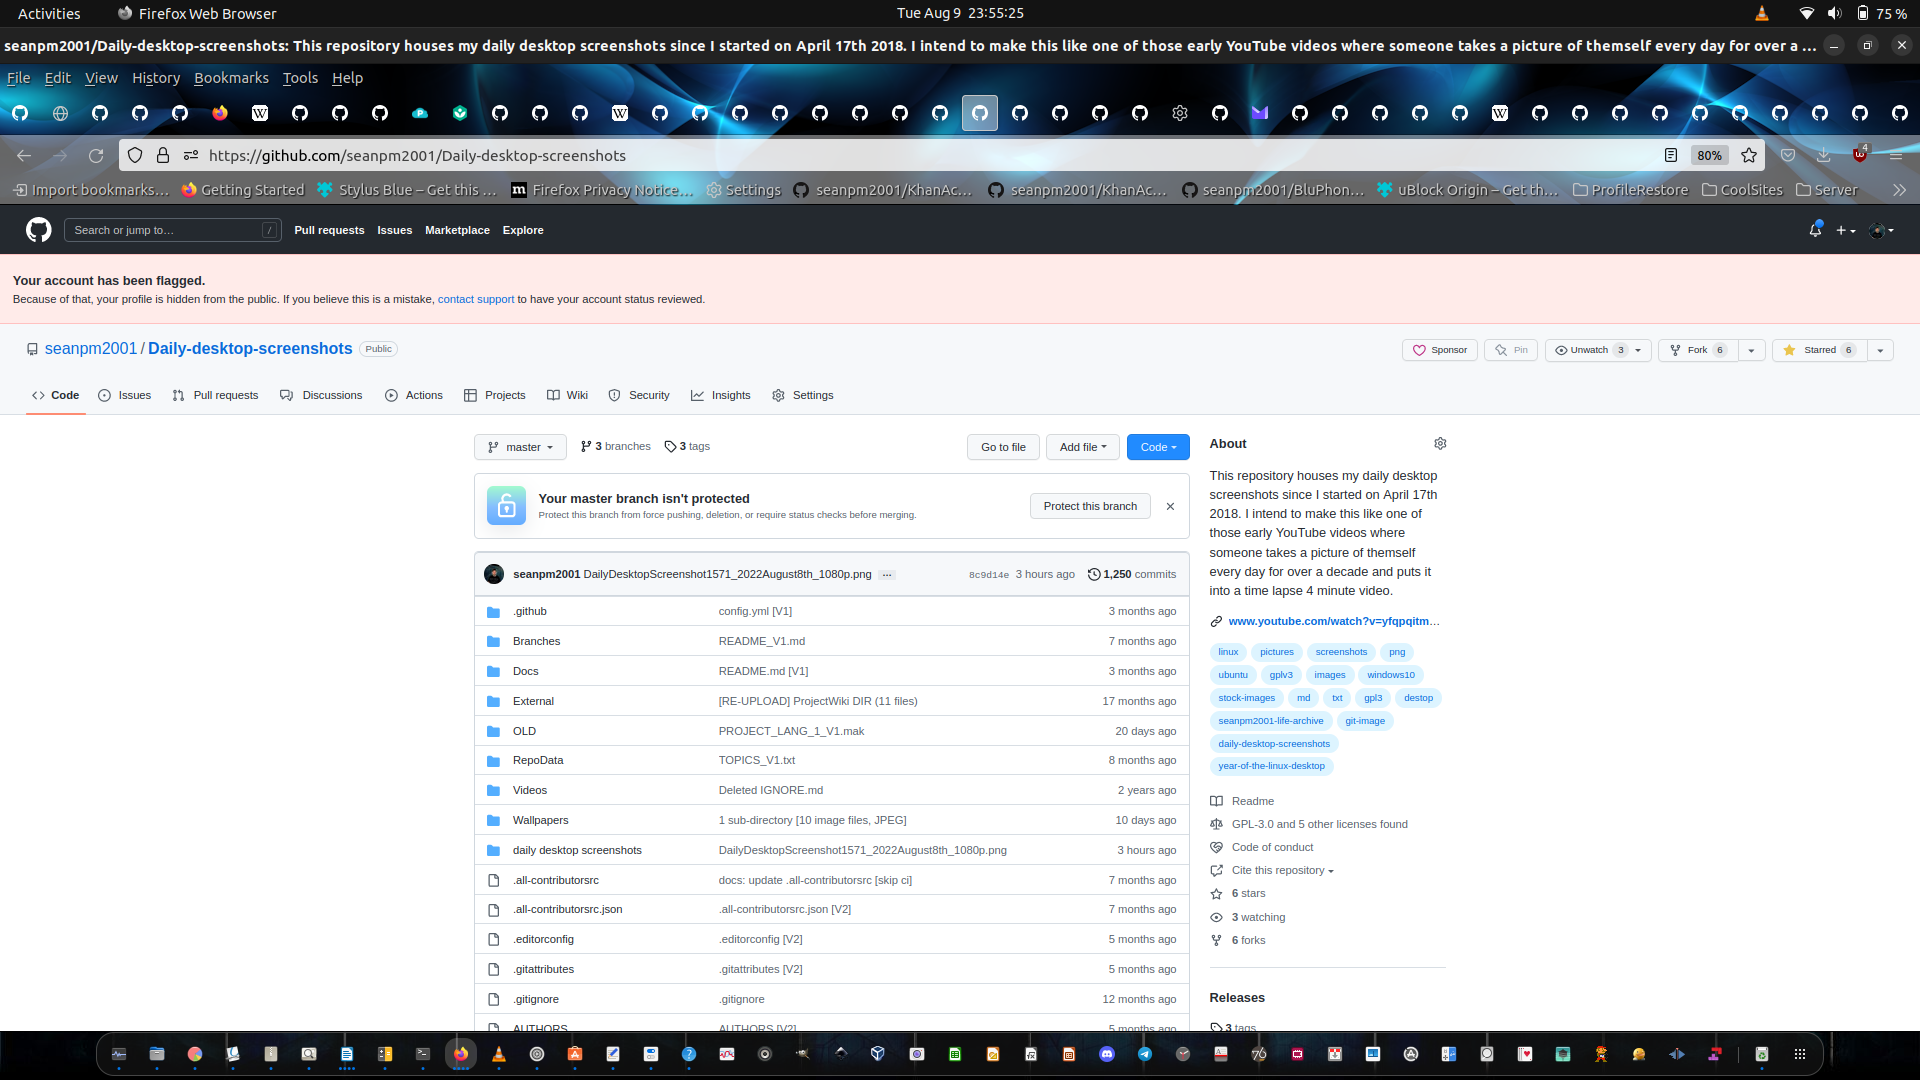 Activities
Firefox Web Browser
Tue Aug 9 23:55:25
75 %
seanpm2001/Daily-desktop-screenshots: This repository houses my daily desktop screenshots since I started on April 17th 2018. I intend to make this like one of those early YouTube videos where someone takes a picture of themself every day for over a ...
File Edit View History Bookmarks Tools Help
https://github.com/seanpm2001/Daily-desktop-screenshots
80%
4
Import bookmarks... Getting Started Stylus Blue – Get this ... Firefox Privacy Notice... Settings seanpm2001/KhanAc... seanpm2001/KhanAc... seanpm2001/BluPhon... uBlock Origin – Get th... ProfileRestore CoolSites Server
Search or jump to... /
Pull requests Issues Marketplace Explore
Your account has been flagged.
Because of that, your profile is hidden from the public. If you believe this is a mistake, contact support to have your account status reviewed.
seanpm2001 / Daily-desktop-screenshots Public
Sponsor Pin Unwatch 3 Fork 6 Starred 6
Code Issues Pull requests Discussions Actions Projects Wiki Security Insights Settings
master 3 branches 3 tags
Go to file Add file Code
Your master branch isn't protected
Protect this branch from force pushing, deletion, or require status checks before merging.
Protect this branch
seanpm2001 DailyDesktopScreenshot1571_2022August8th_1080p.png ... 8c9d14e 3 hours ago 1,250 commits
.github config.yml [V1] 3 months ago
Branches README_V1.md 7 months ago
Docs README.md [V1] 3 months ago
External [RE-UPLOAD] ProjectWiki DIR (11 files) 17 months ago
OLD PROJECT_LANG_1_V1.mak 20 days ago
RepoData TOPICS_V1.txt 8 months ago
Videos Deleted IGNORE.md 2 years ago
Wallpapers 1 sub-directory [10 image files, JPEG] 10 days ago
daily desktop screenshots DailyDesktopScreenshot1571_2022August8th_1080p.png 3 hours ago
.all-contributorsrc docs: update .all-contributorsrc [skip ci] 7 months ago
.all-contributorsrc.json .all-contributorsrc.json [V2] 7 months ago
.editorconfig .editorconfig [V2] 5 months ago
.gitattributes .gitattributes [V2] 5 months ago
.gitignore .gitignore 12 months ago
AUTHORS AUTHORS [V2] 5 months ago
About
This repository houses my daily desktop
screenshots since I started on April 17th
2018. I intend to make this like one of
those early YouTube videos where
someone takes a picture of themself
every day for over a decade and puts it
into a time lapse 4 minute video.
www.youtube.com/watch?v=yfqpqitm...
linux pictures screenshots png
ubuntu gplv3 images windows10
stock-images md txt gpl3 destop
seanpm2001-life-archive git-image
daily-desktop-screenshots
year-of-the-linux-desktop
Readme
GPL-3.0 and 5 other licenses found
Code of conduct
Cite this repository
6 stars
3 watching
6 forks
Releases
3 tags